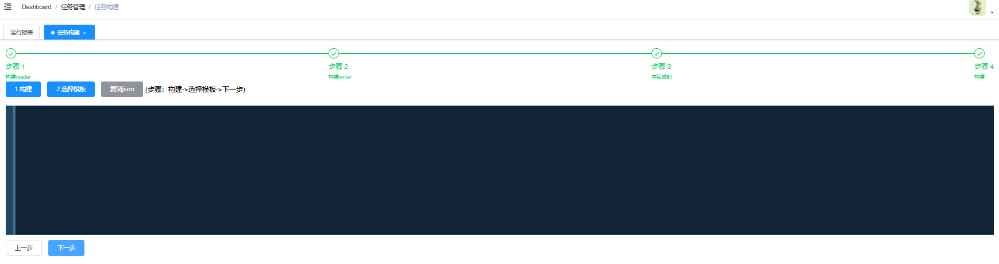 Dashboard / 任务管理 / 任务构建
运行报表 任务构建 ×
步骤 1 步骤 2 步骤 3 步骤 4
构建reader 构建writer 字段映射 构建
1.构建 2.选择模板 复制json (步骤：构建->选择模板->下一步)
上一步 下一步